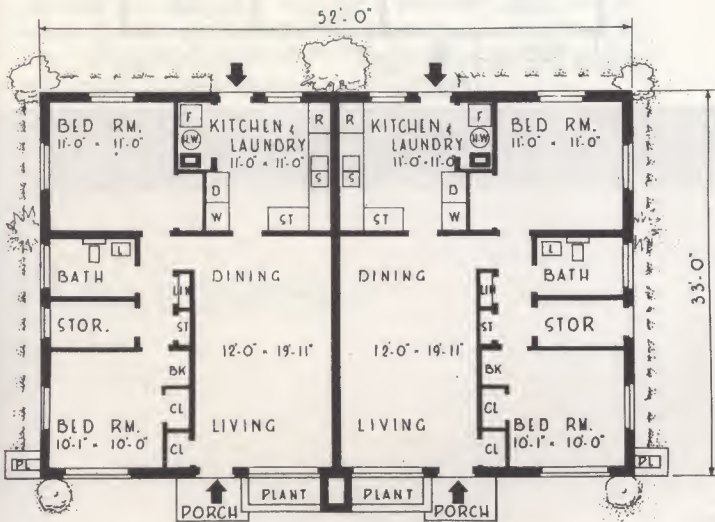 52'-0"
BED RM.
11'-0" × 11'-0"
F
H.W
KITCHEN &
LAUNDRY
11'-0" × 11'-0"
R
S
D
W
ST
R
S
KITCHEN &
LAUNDRY
11'-0" × 11'-0"
F
H.W
D
W
ST
BED RM.
11'-0" × 11'-0"
33'-0"
L
BATH
STOR.
LIN
ST
BK
CL
CL
DINING
12'-0" × 19'-11"
LIVING
DINING
12'-0" × 19'-11"
LIVING
LIN
ST
BK
CL
CL
L
BATH
STOR
BED RM.
10'-1" × 10'-0"
BED RM.
10'-1" × 10'-0"
PL
PL
PORCH
PLANT
PLANT
PORCH